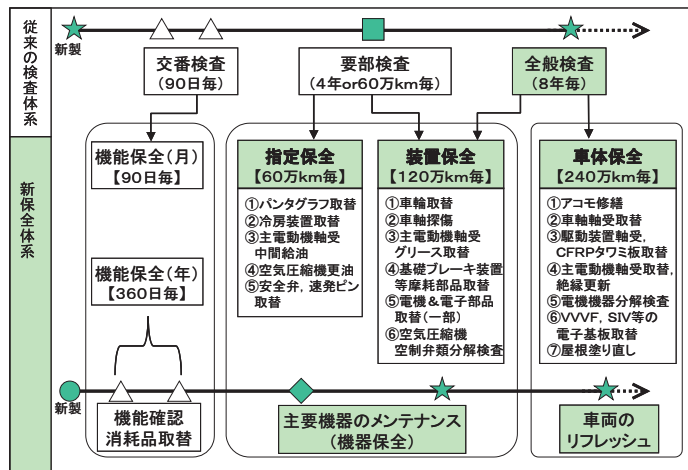 従来の検査体系
新製
交番検査
(90日毎)
要部検査
(4年or60万km毎)
全般検査
(8年毎)
新保全体系
機能保全(月)
【90日毎】
機能保全(年)
【360日毎】
指定保全
【60万km毎】
①パンタグラフ取替
②冷房装置取替
③主電動機軸受
中間給油
④空気圧縮機更油
⑤安全弁，速発ピン
取替
装置保全
【120万km毎】
①車輪取替
②車軸探傷
③主電動機軸受
グリース取替
④基礎ブレーキ装置
等摩耗部品取替
⑤電機＆電子部品
取替(一部)
⑥空気圧縮機
空制弁類分解検査
車体保全
【240万km毎】
①アコモ修繕
②車軸軸受取替
③駆動装置軸受，
CFRPタワミ板取替
④主電動機軸受取替，
絶縁更新
⑤電機機器分解検査
⑥VVVF，SIV等の
電子基板取替
⑦屋根塗り直し
新製
機能確認
消耗品取替
主要機器のメンテナンス
(機器保全)
車両の
リフレッシュ